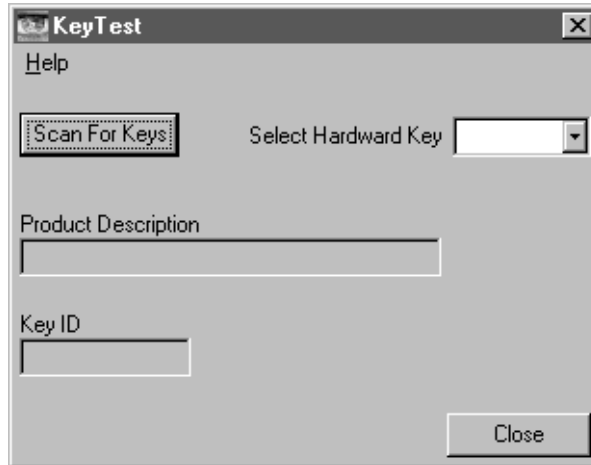 KeyTest
Help
Scan For Keys Select Hardward Key
Product Description
Key ID
Close